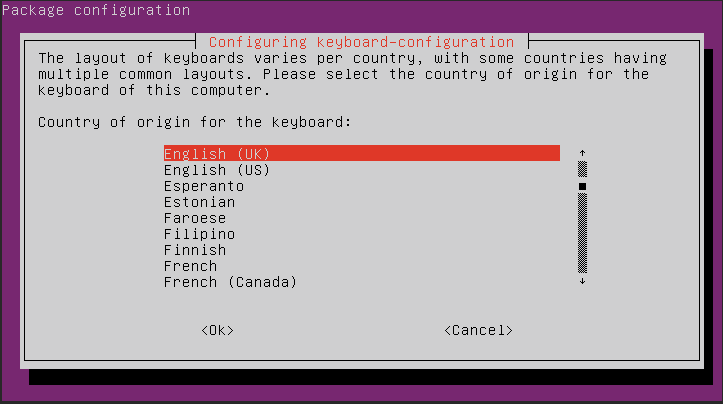 Package configuration
Configuring keyboard-configuration
The layout of keyboards varies per country, with some countries having
multiple common layouts. Please select the country of origin for the
keyboard of this computer.
Country of origin for the keyboard:
English (UK)
English (US)
Esperanto
Estonian
Faroese
Filipino
Finnish
French
French (Canada)
<Ok> <Cancel>